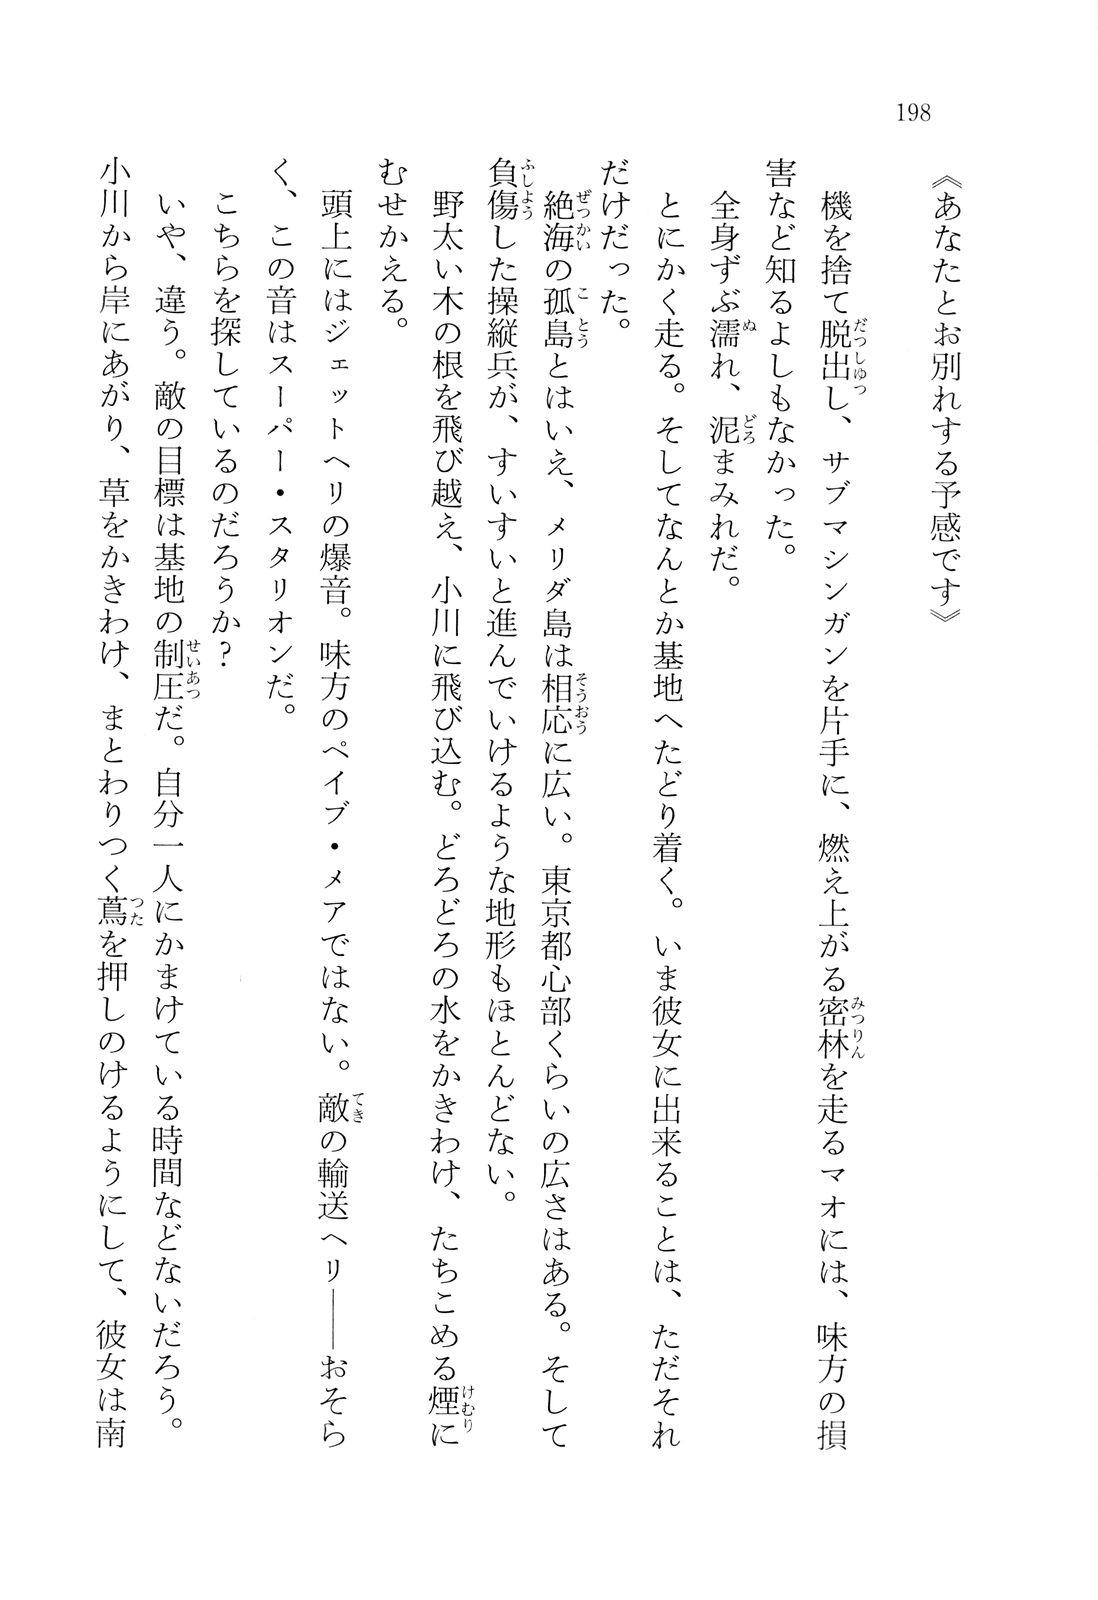 198
《あなたとお別れする予感です》
機を捨て脱出し、サブマシンガンを片手に、燃え上がる密林を走るマオには、味方の損
害など知るよしもなかった。
全身ずぶ濡れ、泥まみれだ。
とにかく走る。そしてなんとか基地へたどり着く。いま彼女に出来ることは、ただそれ
だけだった。
絶海の孤島とはいえ、メリダ島は相応に広い。東京都心部くらいの広さはある。そして
負傷した操縦兵が、すいすいと進んでいけるような地形もほとんどない。
野太い木の根を飛び越え、小川に飛び込む。どろどろの水をかきわけ、たちこめる煙に
むせかえる。
頭上にはジェットヘリの爆音。味方のペイブ・メアではない。敵の輸送ヘリ――おそら
く、この音はスーパー・スタリオンだ。
こちらを探しているのだろうか？
いや、違う。敵の目標は基地の制圧だ。自分一人にかまけている時間などないだろう。
小川から岸にあがり、草をかきわけ、まとわりつく蔦を押しのけるようにして、彼女は南